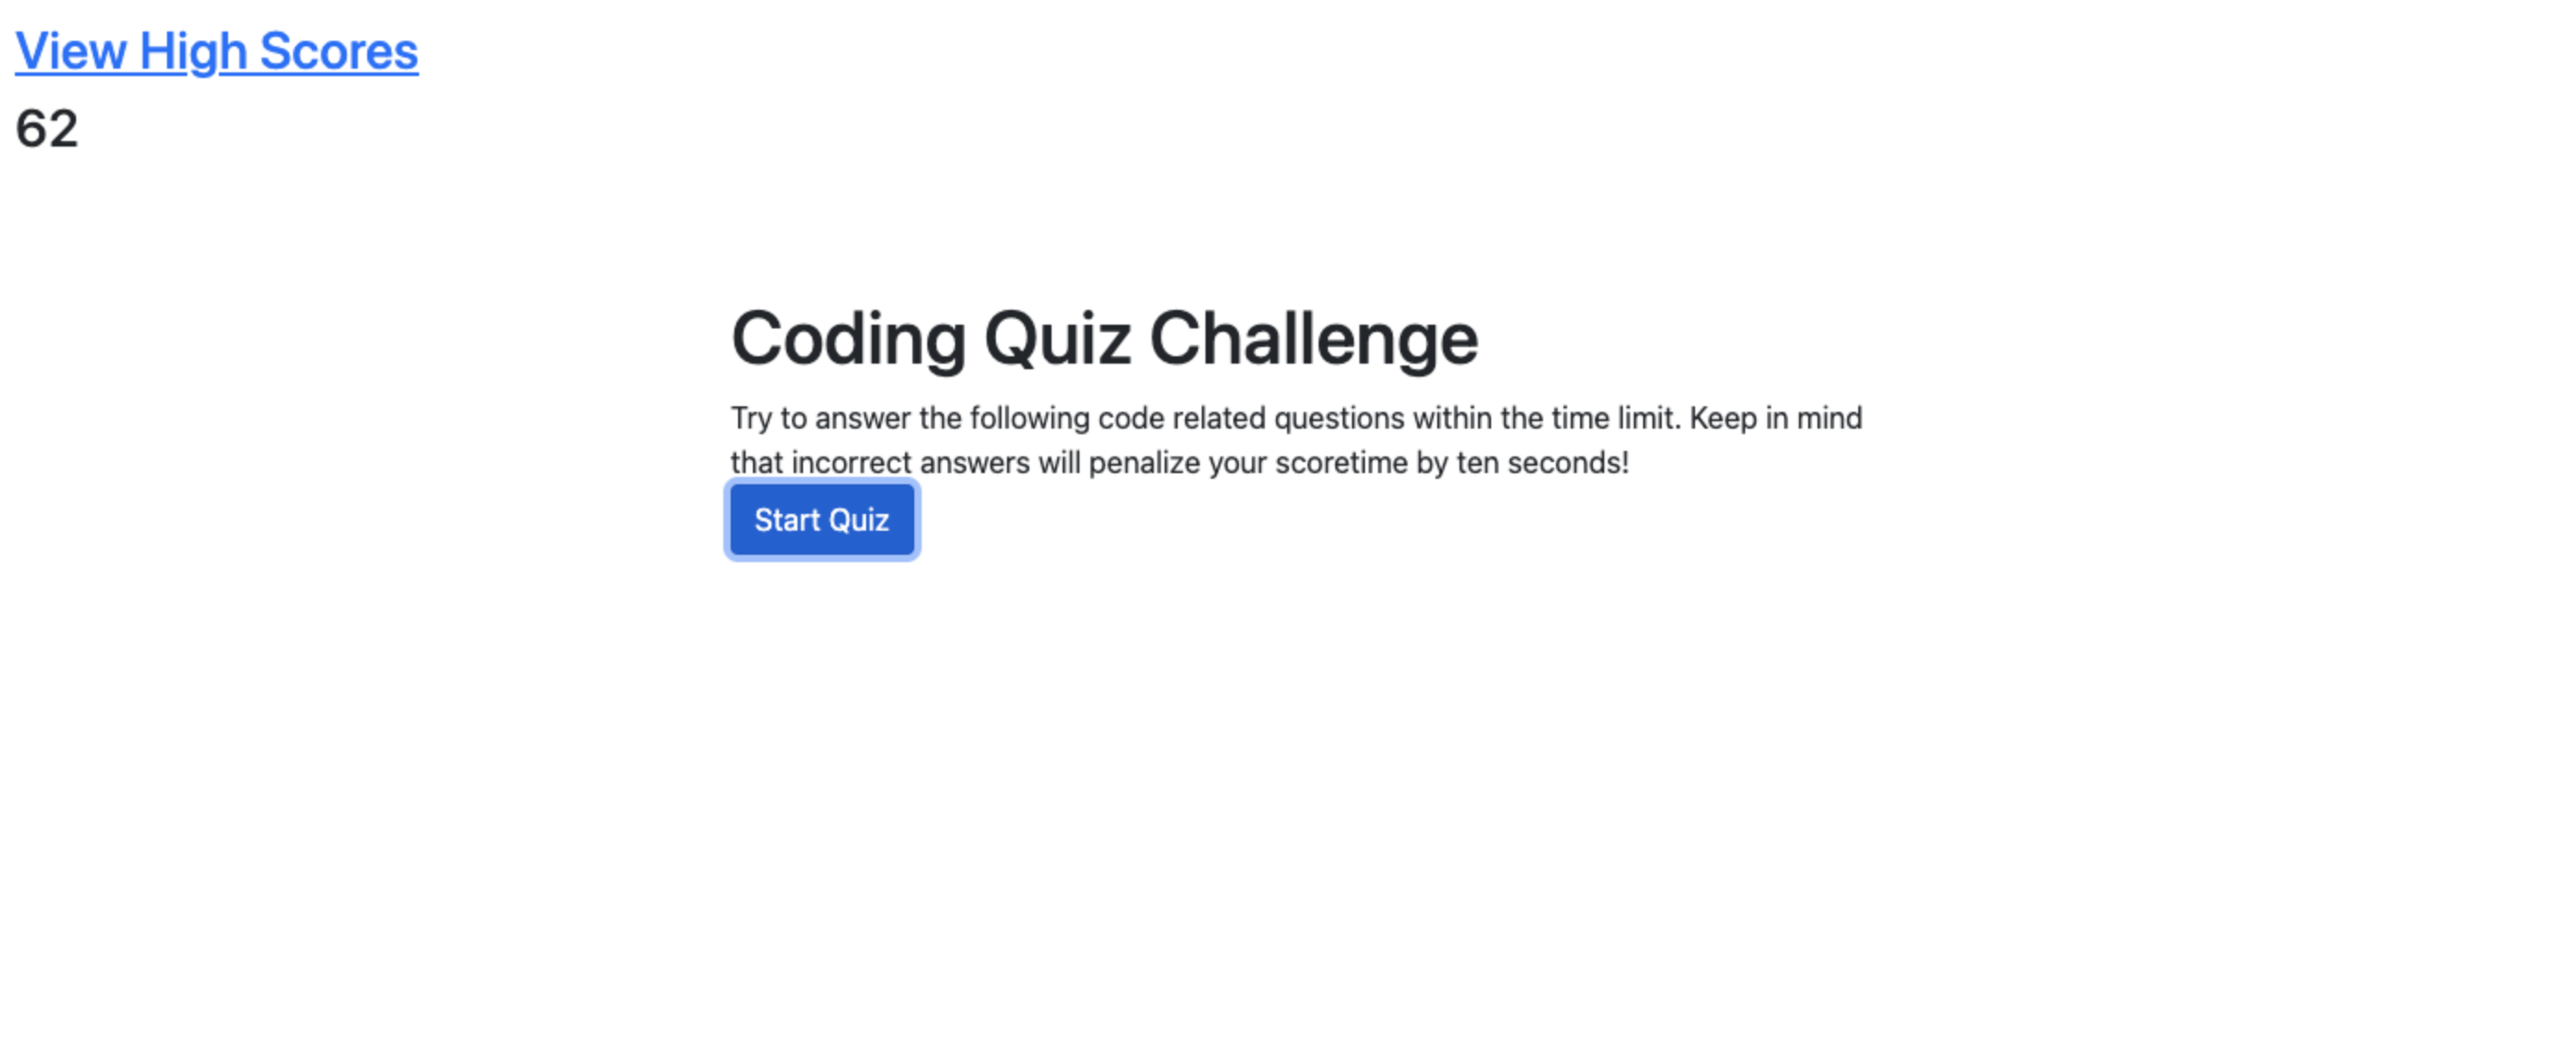 View High Scores
62
Coding Quiz Challenge
Try to answer the following code related questions within the time limit. Keep in mind
that incorrect answers will penalize your scoretime by ten seconds!
Start Quiz